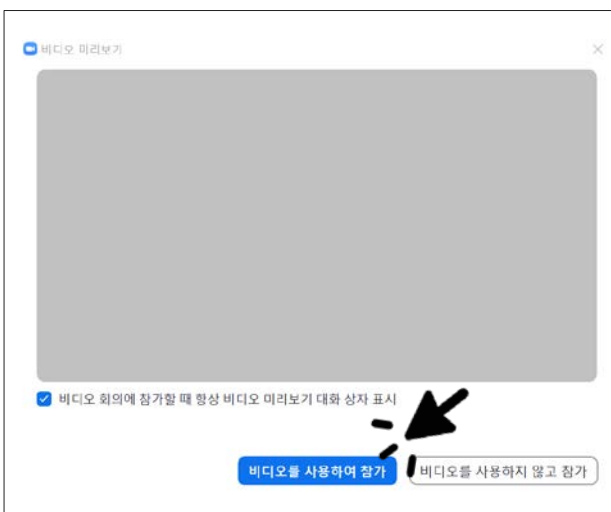 비디오 미리보기
비디오 회의에 참가할 때 항상 비디오 미리보기 대화 상자 표시
비디오를 사용하여 참가
비디오를 사용하지 않고 참가